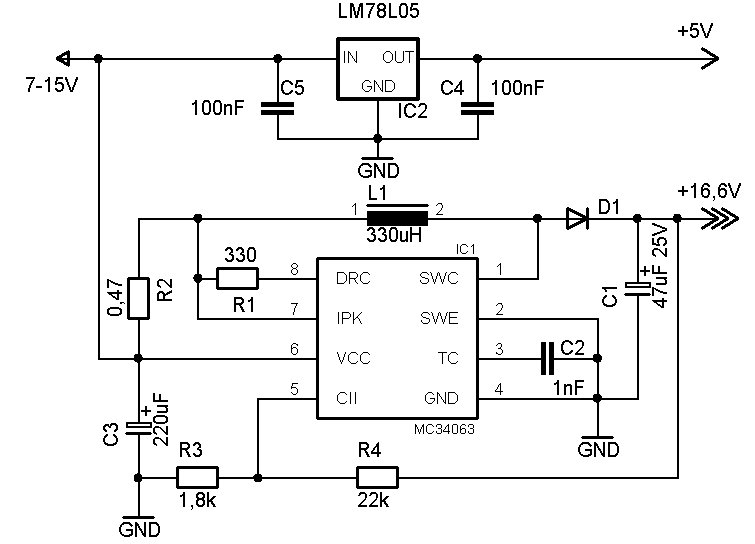 LM78L05
+5V
IN OUT
7-15V
C5
GND
C4
100nF
100nF
IC2
GND
L1
+16,6V
1 2
D1
330uH
IC1
330
8 DRC SWC 1
R1
0,47
R2
C1
+
47uF 25V
7 IPK SWE 2
6 VCC TC 3
C2
1nF
5 CII GND 4
MC34063
C3
+
220uF
GND
R3
R4
1,8k
22k
GND